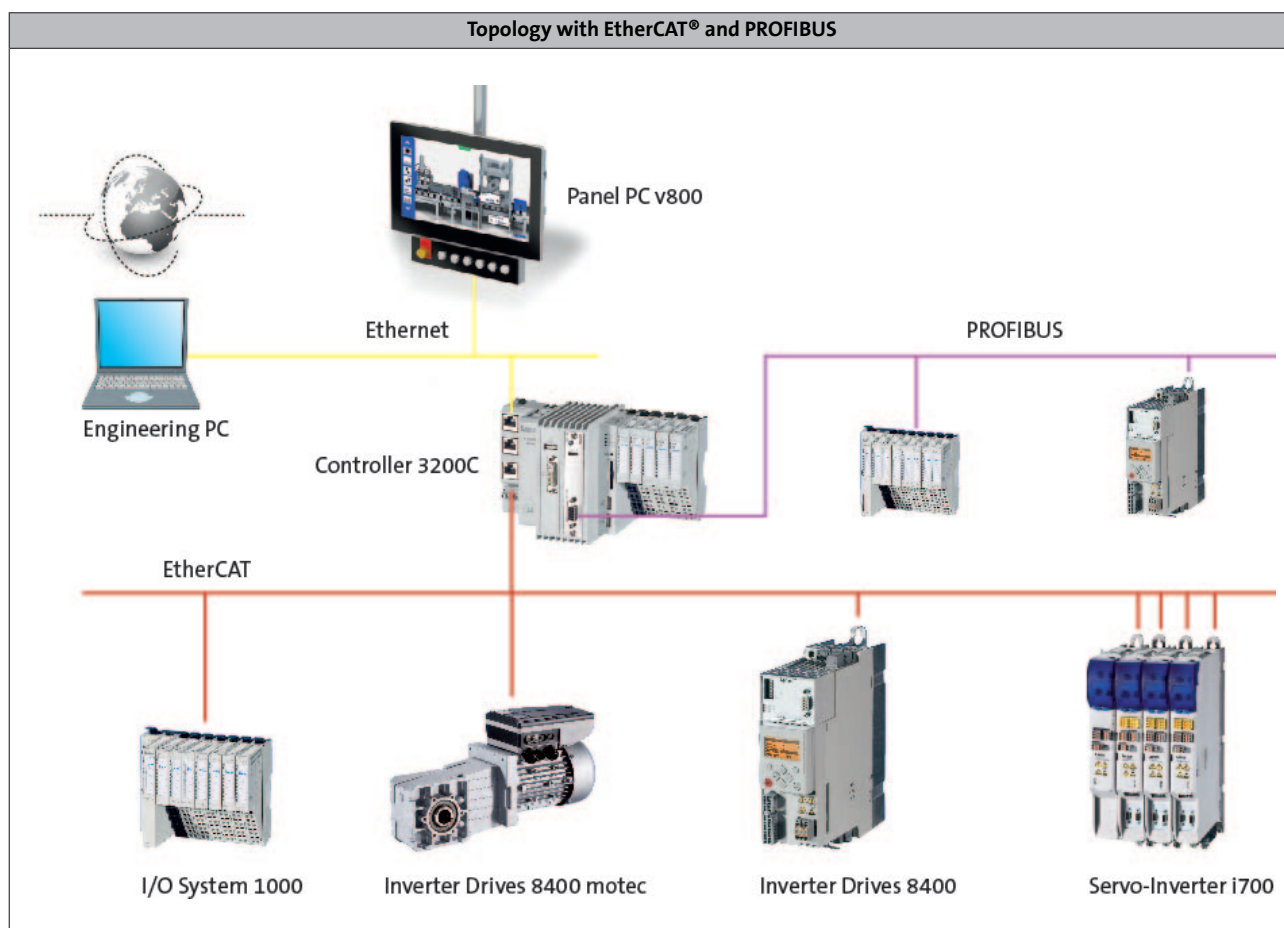 Topology with EtherCAT® and PROFIBUS
Panel PC v800
Ethernet
PROFIBUS
Engineering PC
Controller 3200C
EtherCAT
I/O System 1000
Inverter Drives 8400 motec
Inverter Drives 8400
Servo-Inverter i700